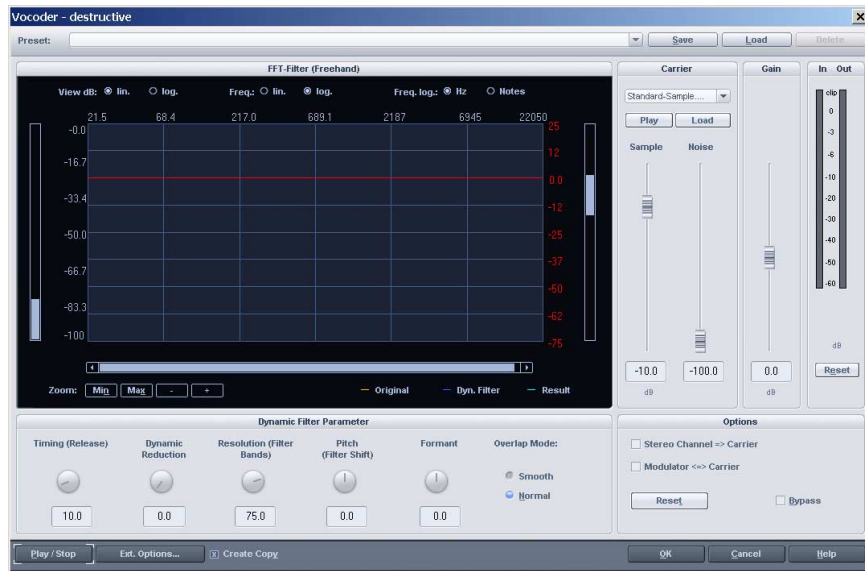 Vocoder - destructive
Preset:
Save Load Delete
FFT-Filter (Freehand)
View dB: lin. log. Freq.: lin. log. Freq. log.: Hz Notes
21.5 68.4 217.0 689.1 2187 6945 22050
-0.0
-16.7
-33.4
-50.0
-66.7
-83.3
-100
25
12
0.0
-12
-25
-37
-50
-62
-75
Zoom: Min Max - +
Original Dyn. Filter Result
Carrier
Standard-Sample....
Play Load
Sample Noise
-10.0 -100.0
dB dB
Gain
0.0
dB
In Out
clip
0
-3
-6
-10
-20
-30
-40
-50
-60
dB
Reset
Dynamic Filter Parameter
Timing (Release)
10.0
Dynamic
Reduction
0.0
Resolution (Filter
Bands)
75.0
Pitch
(Filter Shift)
0.0
Formant
0.0
Overlap Mode:
Smooth
Normal
Options
Stereo Channel => Carrier
Modulator <=> Carrier
Reset Bypass
Play / Stop Ext. Options... Create Copy OK Cancel Help